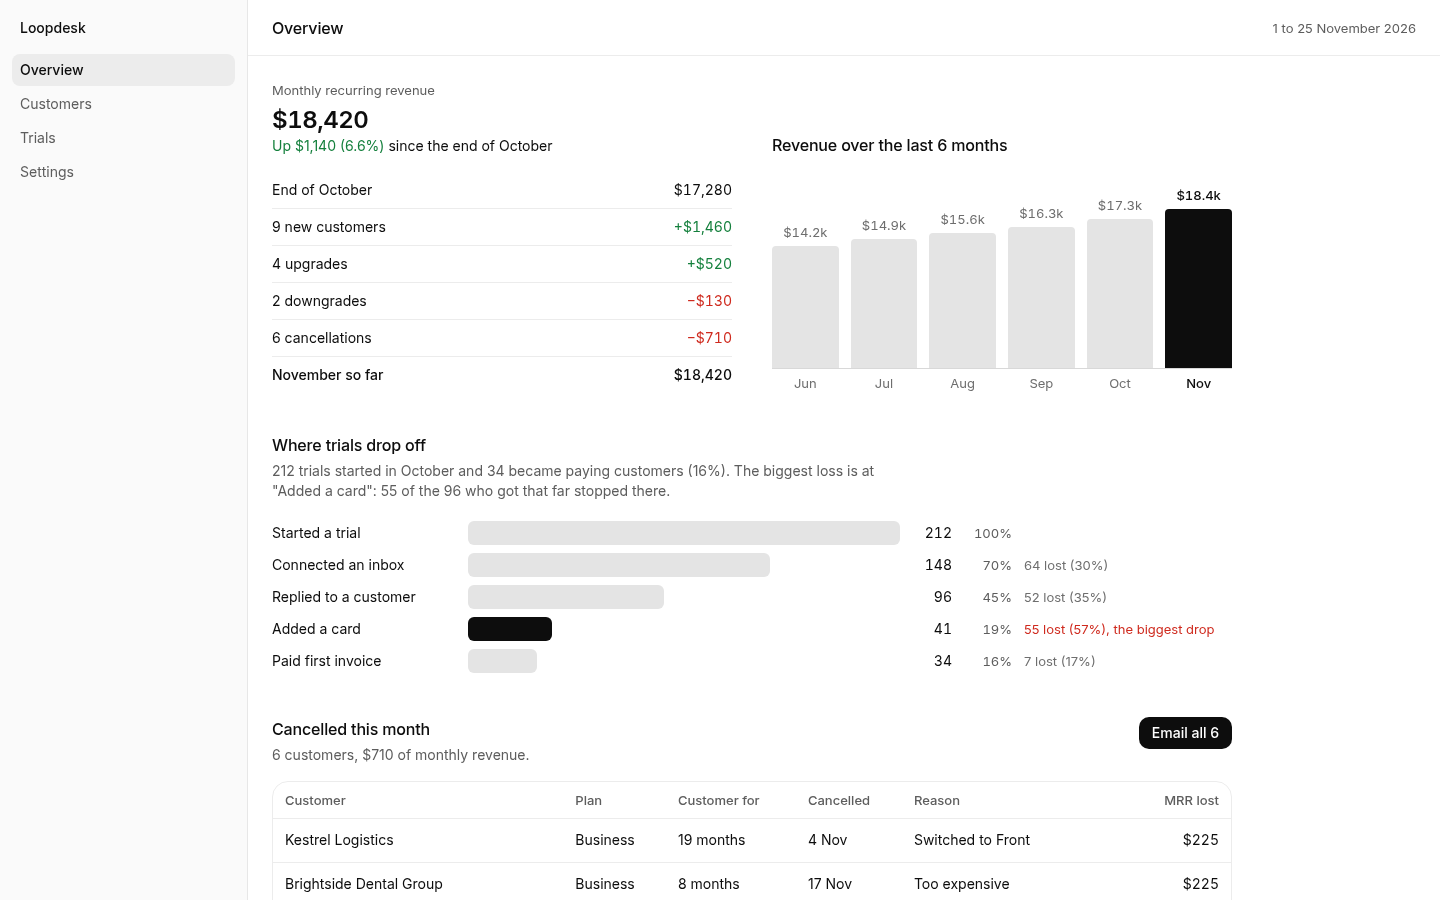 Loopdesk
Overview
Customers
Trials
Settings
Overview
1 to 25 November 2026
Monthly recurring revenue
$18,420
Up $1,140 (6.6%) since the end of October
End of October $17,280
9 new customers +$1,460
4 upgrades +$520
2 downgrades −$130
6 cancellations −$710
November so far $18,420
Revenue over the last 6 months
$14.2k $14.9k $15.6k $16.3k $17.3k $18.4k
Jun Jul Aug Sep Oct Nov
Where trials drop off
212 trials started in October and 34 became paying customers (16%). The biggest loss is at
"Added a card": 55 of the 96 who got that far stopped there.
Started a trial 212 100%
Connected an inbox 148 70% 64 lost (30%)
Replied to a customer 96 45% 52 lost (35%)
Added a card 41 19% 55 lost (57%), the biggest drop
Paid first invoice 34 16% 7 lost (17%)
Cancelled this month
6 customers, $710 of monthly revenue.
Email all 6
Customer Plan Customer for Cancelled Reason MRR lost
Kestrel Logistics Business 19 months 4 Nov Switched to Front $225
Brightside Dental Group Business 8 months 17 Nov Too expensive $225